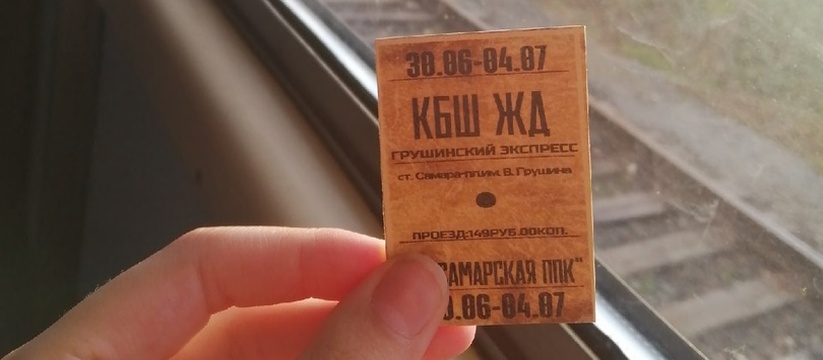 30.06-04.07
КБШ ЖД
ГРУШИНСКИЙ ЭКСПРЕСС
ст. Самара-пл.им. В. Грушина
ПРОЕЗД:149РУБ.00КОП.
САМАРСКАЯ ППК"
0.06-04.07